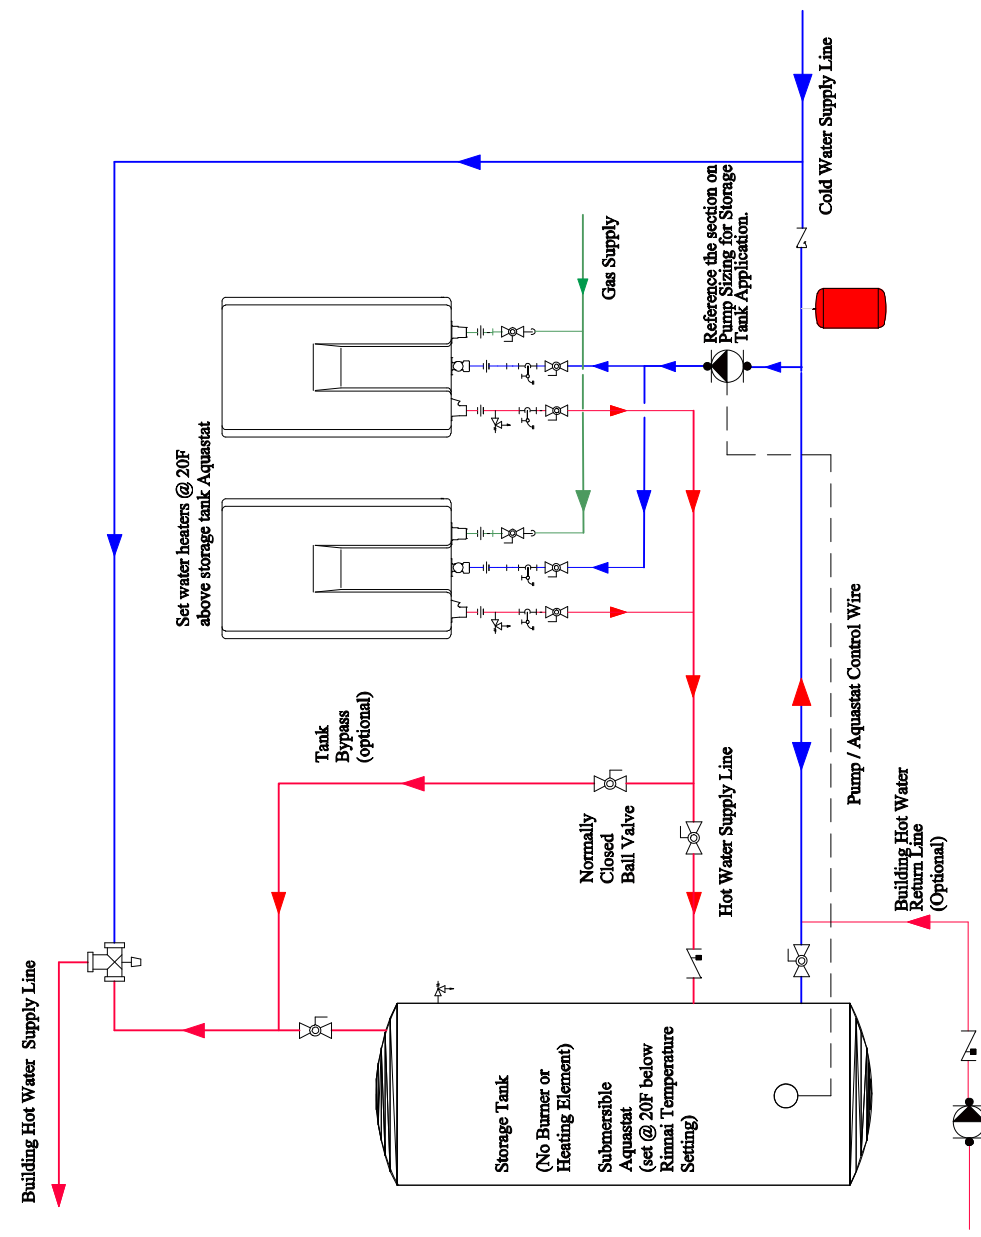 Building Hot Water Supply Line
Set water heaters @ 20F
above storage tank Aquastat
Tank
Bypass
(optional)
Storage Tank
(No Burner or
Heating Element)
Submersible
Aquastat
(set @ 20F below
Rinnai Temperature
Setting)
Normally
Closed
Ball Valve
Gas Supply
Hot Water Supply Line
Reference the section on
Pump Sizing for Storage
Tank Application.
Cold Water Supply Line
Pump / Aquastat Control Wire
Building Hot Water
Return Line
(Optional)